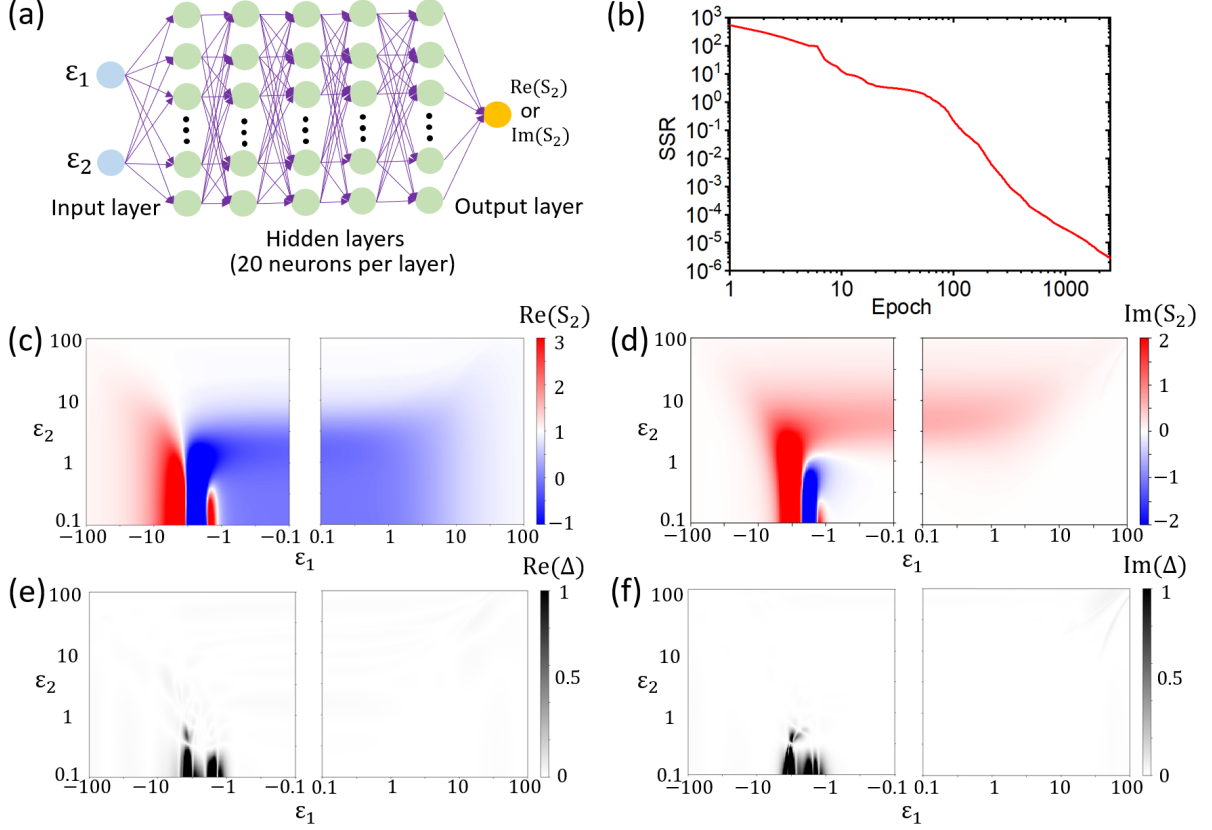 (a)
ε1
ε2
Re(S2)
or
Im(S2)
Input layer
Output layer
Hidden layers
(20 neurons per layer)
(b)
10^3
10^2
10^1
10^0
10^-1
10^-2
10^-3
10^-4
10^-5
10^-6
SSR
1
10
100
1000
Epoch
(c)
Re(S2)
100
10
1
0.1
ε2
−100
−10
−1
−0.1
0.1
1
10
100
ε1
3
2
1
0
−1
(d)
Im(S2)
100
10
1
0.1
ε2
−100
−10
−1
−0.1
0.1
1
10
100
ε1
2
1
0
−1
−2
(e)
Re(Δ)
100
10
1
0.1
ε2
−100
−10
−1
−0.1
0.1
1
10
100
ε1
1
0.5
0
(f)
Im(Δ)
100
10
1
0.1
ε2
−100
−10
−1
−0.1
0.1
1
10
100
ε1
1
0.5
0